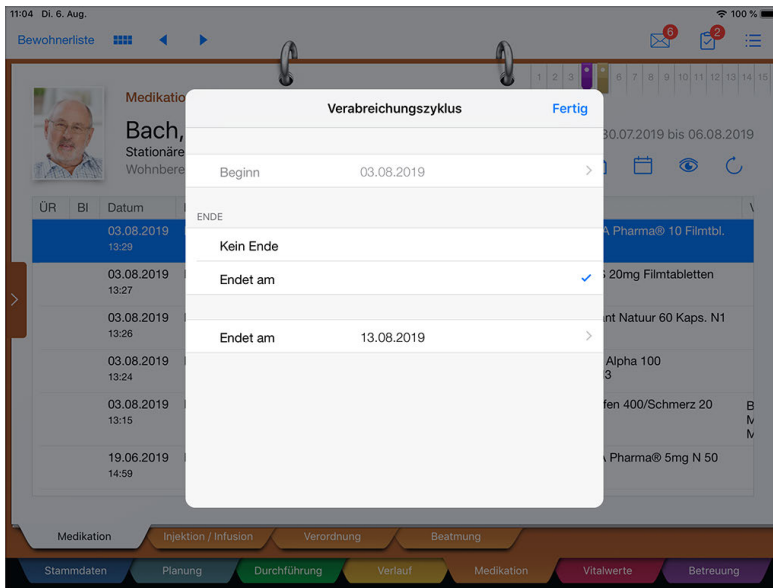 11:04 Di. 6. Aug. 100 %
Bewohnerliste 6 2
1 2 3 6 7 8 9 10 11 12 13 14 15
Medikatio
Verabreichungszyklus Fertig
Bach,
30.07.2019 bis 06.08.2019
Stationäre
Wohnbere
Beginn 03.08.2019
ÜR BI Datum
ENDE
03.08.2019 A Pharma® 10 Filmtbl.
13:29
Kein Ende
03.08.2019 20mg Filmtabletten
13:27
Endet am
03.08.2019 nt Natuur 60 Kaps. N1
13:26
Endet am 13.08.2019
03.08.2019 Alpha 100
13:24 3
03.08.2019 fen 400/Schmerz 20 B
13:15 M
M
19.06.2019 Pharma® 5mg N 50
14:59
Medikation Injektion / Infusion Verordnung Beatmung
Stammdaten Planung Durchführung Verlauf Medikation Vitalwerte Betreuung